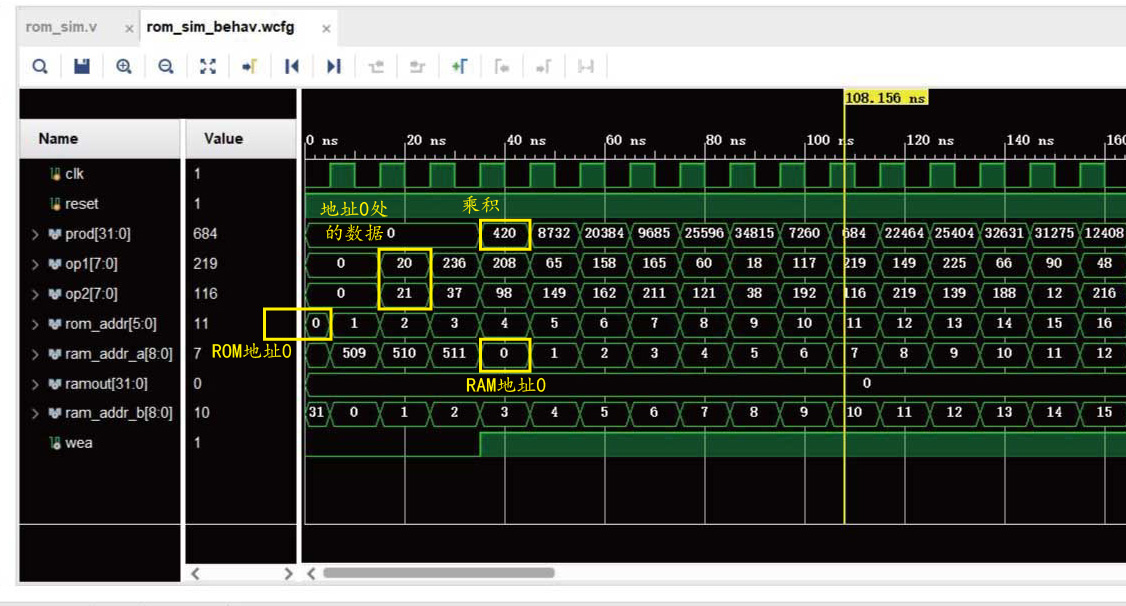 rom_sim.v × rom_sim_behav.wcfg ×
108.156 ns
Name Value 0 ns 20 ns 40 ns 60 ns 80 ns 100 ns 120 ns 140 ns 160
clk 1
reset 1 地址0处 乘积
prod[31:0] 684 的数据 0 420 8732 20384 9685 25596 34815 7260 684 22464 25404 32631 31275 12408
op1[7:0] 219 0 20 236 208 65 158 165 60 18 117 219 149 225 66 90 48
op2[7:0] 116 0 21 37 98 149 162 211 121 38 192 116 219 139 188 12 216
rom_addr[5:0] 11 0 1 2 3 4 5 6 7 8 9 10 11 12 13 14 15 16
ram_addr_a[8:0] 7 ROM地址0 509 510 511 0 1 2 3 4 5 6 7 8 9 10 11 12
ramout[31:0] 0 RAM地址0 0
ram_addr_b[8:0] 10 31 0 1 2 3 4 5 6 7 8 9 10 11 12 13 14 15
wea 1